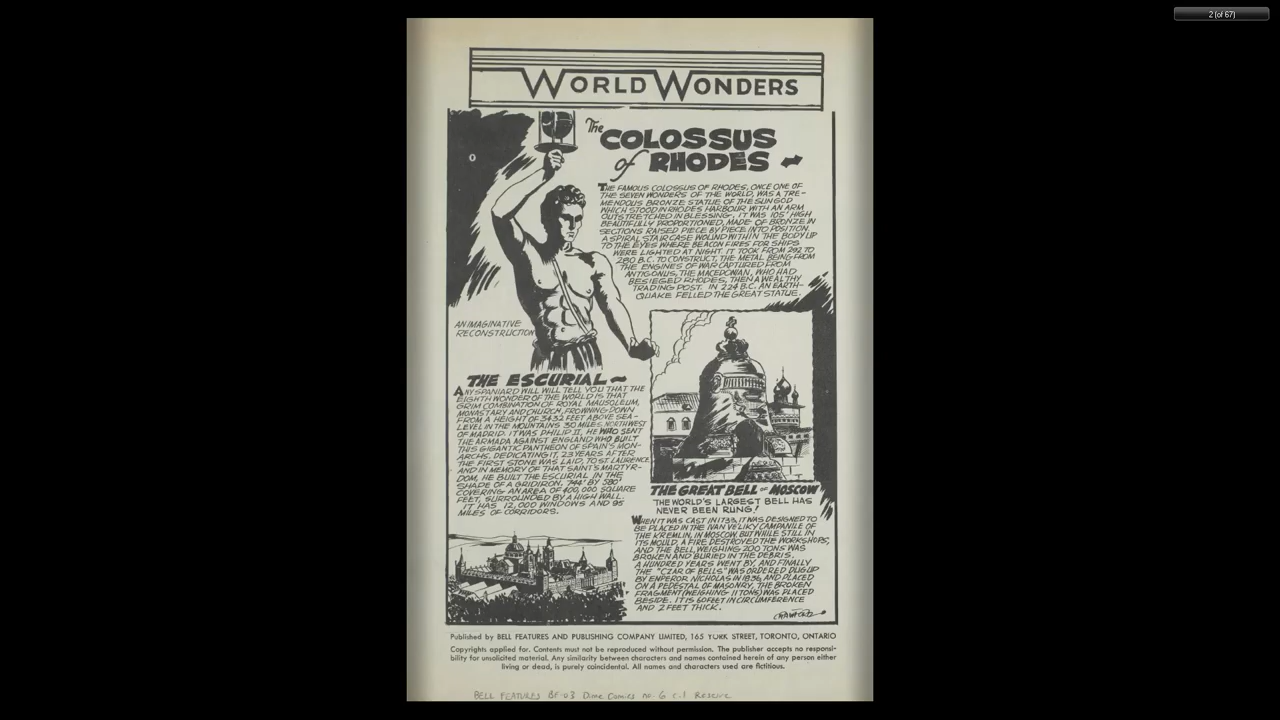 2 (of 67)
WORLD WONDERS
The
COLOSSUS
of RHODES
THE FAMOUS COLOSSUS OF RHODES, ONCE ONE OF
THE SEVEN WONDERS OF THE WORLD, WAS A TRE-
MENDOUS BRONZE STATUE OF THE SUN GOD
WHICH STOOD IN RHODES HARBOUR WITH AN ARM
OUTSTRETCHED IN BLESSING. IT WAS 105' HIGH
BEAUTIFULLY PROPORTIONED, MADE OF BRONZE IN
SECTIONS RAISED PIECE BY PIECE INTO POSITION.
A SPIRAL STAIRCASE WOUND WITHIN THE BODY UP
TO THE EYES WHERE BEACON FIRES FOR SHIPS
WERE LIGHTED AT NIGHT. IT TOOK FROM 292 TO
280 B.C. TO CONSTRUCT, THE METAL BEING FROM
THE ENGINES OF WAR CAPTURED FROM
ANTIGONUS, THE MACEDONIAN, WHO HAD
BESIEGED RHODES, THEN A WEALTHY
TRADING POST. IN 224 B.C. AN EARTH-
QUAKE FELLED THE GREAT STATUE.
AN IMAGINATIVE
RECONSTRUCTION
THE ESCURIAL~
ANY SPANIARD WILL WILL TELL YOU THAT THE
EIGHTH WONDER OF THE WORLD IS THAT
GRIM COMBINATION OF ROYAL MAUSOLEUM,
MONASTARY AND CHURCH, FROWNING DOWN
FROM A HEIGHT OF 3432 FEET ABOVE SEA-
LEVEL IN THE MOUNTAINS 30 MILES, NORTHWEST
OF MADRID. IT WAS PHILIP II, HE WHO SENT
THE ARMADA AGAINST ENGLAND WHO BUILT
THIS GIGANTIC PANTHEON OF SPAIN'S MON-
ARCHS. DEDICATING IT, 23 YEARS AFTER
THE FIRST STONE WAS LAID, TO ST. LAURENCE
AND IN MEMORY OF THAT SAINT'S MARTYR-
DOM, HE BUILT THE ESCURIAL IN THE
SHAPE OF A GRIDIRON. 744' BY 580'
COVERING AN AREA OF 400,000 SQUARE
FEET, SURROUNDED BY A HIGH WALL.
IT HAS 12,000 WINDOWS AND 95
MILES OF CORRIDORS.
THE GREAT BELL OF MOSCOW
THE WORLD'S LARGEST BELL HAS
NEVER BEEN RUNG!
WHEN IT WAS CAST IN 1733, IT WAS DESIGNED TO
BE PLACED IN THE IVAN VELIKY CAMPANILE OF
THE KREMLIN, IN MOSCOW. BUT WHILE STILL IN
ITS MOULD, A FIRE DESTROYED THE WORKSHOPS,
AND THE BELL, WEIGHING 200 TONS WAS
BROKEN AND BURIED IN THE DEBRIS.
A HUNDRED YEARS WENT BY, AND FINALLY
THE "CZAR OF BELLS" WAS ORDERED DUG UP
BY EMPEROR NICHOLAS IN 1836, AND PLACED
ON A PEDESTAL OF MASONRY, THE BROKEN
FRAGMENT (WEIGHING 11 TONS) WAS PLACED
BESIDE. IT IS 60 FEET IN CIRCUMFERENCE
AND 2 FEET THICK.
Published by BELL FEATURES AND PUBLISHING COMPANY LIMITED, 165 YORK STREET, TORONTO, ONTARIO
Copyrights applied for. Contents must not be reproduced without permission. The publisher accepts no responsi-
bility for unsolicited material. Any similarity between characters and names contained herein of any person either
living or dead, is purely coincidental. All names and characters used are fictitious.
BELL FEATURES BF-03 Dime Comics no. 6 c.1 Rescue